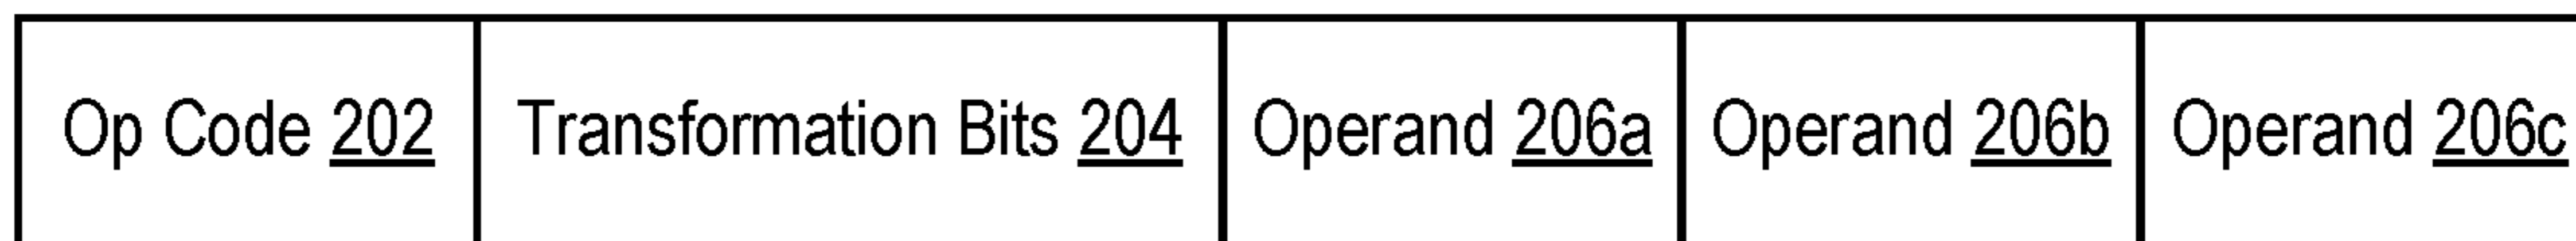 Op Code 202 Transformation Bits 204 Operand 206a Operand 206b Operand 206c